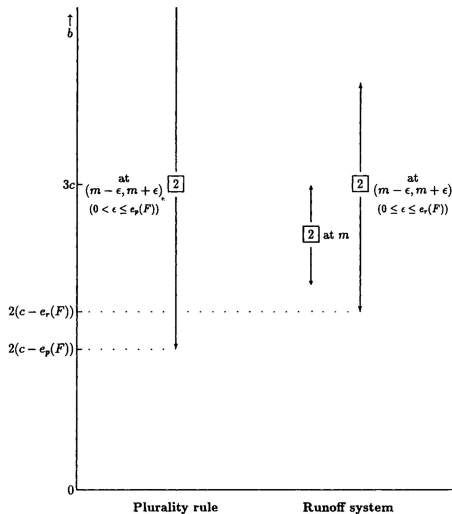 ↑
b
3c
at
(m − ϵ, m + ϵ)
(0 < ϵ ≤ e_p(F))
2
2 at m
2
at
(m − ϵ, m + ϵ)
(0 ≤ ϵ ≤ e_r(F))
2(c − e_r(F))
2(c − e_p(F))
0
Plurality rule
Runoff system